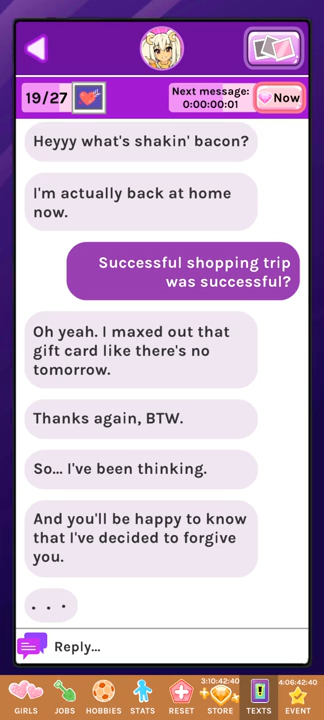 19/27
Next message:
0:00:00:01
Now
Heyyy what's shakin' bacon?
I'm actually back at home
now.
Successful shopping trip
was successful?
Oh yeah. I maxed out that
gift card like there's no
tomorrow.
Thanks again, BTW.
So... I've been thinking.
And you'll be happy to know
that I've decided to forgive
you.
. . .
Reply...
3:10:42:40
4:06:42:40
GIRLS
JOBS
HOBBIES
STATS
RESET
STORE
TEXTS
EVENT